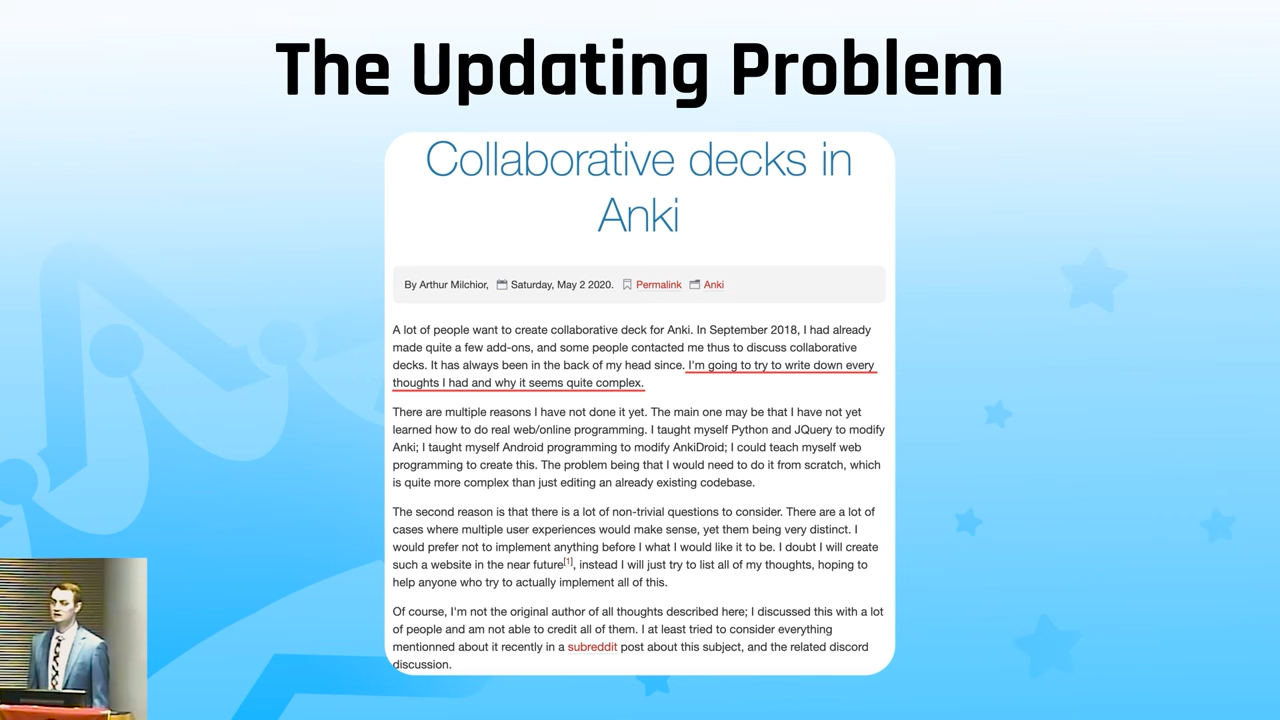 The Updating Problem
Collaborative decks in
Anki
By Arthur Milchior, Saturday, May 2 2020. Permalink Anki
A lot of people want to create collaborative deck for Anki. In September 2018, I had already
made quite a few add-ons, and some people contacted me thus to discuss collaborative
decks. It has always been in the back of my head since. I'm going to try to write down every
thoughts I had and why it seems quite complex.
There are multiple reasons I have not done it yet. The main one may be that I have not yet
learned how to do real web/online programming. I taught myself Python and JQuery to modify
Anki; I taught myself Android programming to modify AnkiDroid; I could teach myself web
programming to create this. The problem being that I would need to do it from scratch, which
is quite more complex than just editing an already existing codebase.
The second reason is that there is a lot of non-trivial questions to consider. There are a lot of
cases where multiple user experiences would make sense, yet them being very distinct. I
would prefer not to implement anything before I what I would like it to be. I doubt I will create
such a website in the near future[1], instead I will just try to list all of my thoughts, hoping to
help anyone who try to actually implement all of this.
Of course, I'm not the original author of all thoughts described here; I discussed this with a lot
of people and am not able to credit all of them. I at least tried to consider everything
mentionned about it recently in a subreddit post about this subject, and the related discord
discussion.